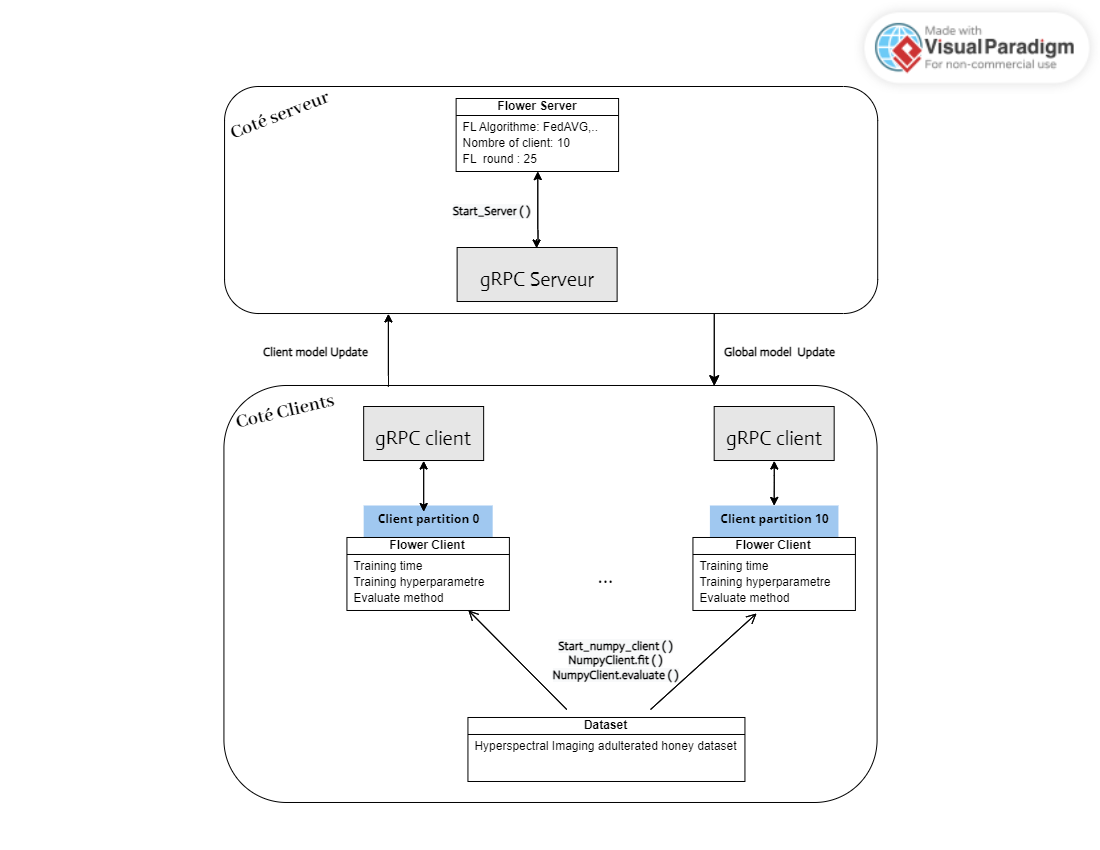 Made with
Visual Paradigm
For non-commercial use
Coté serveur
Flower Server
FL Algorithme: FedAVG,..
Nombre of client: 10
FL round : 25
Start_Server ( )
gRPC Serveur
Client model Update
Global model Update
Coté Clients
gRPC client
gRPC client
Client partition 0
Client partition 10
Flower Client
Flower Client
Training time
Training hyperparametre
Evaluate method
Training time
Training hyperparametre
Evaluate method
...
Start_numpy_client ( )
NumpyClient.fit ( )
NumpyClient.evaluate ( )
Dataset
Hyperspectral Imaging adulterated honey dataset